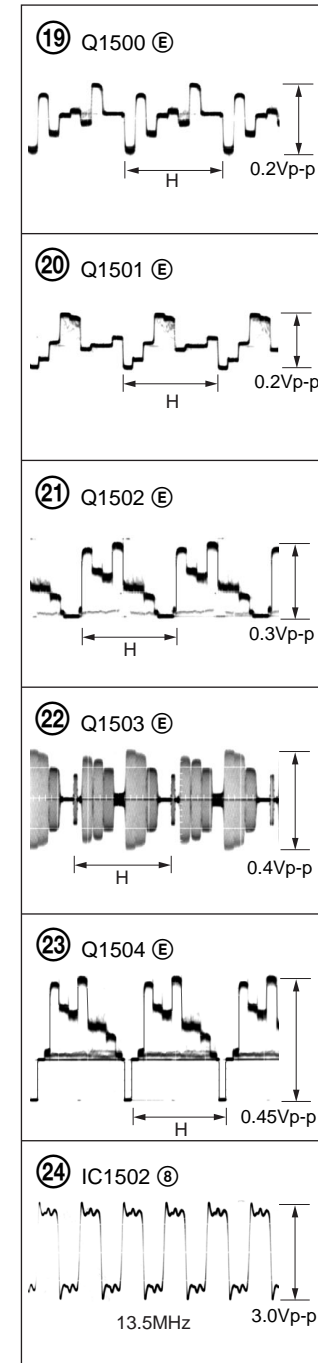 ⑲ Q1500 Ⓔ
H
0.2Vp-p
⑳ Q1501 Ⓔ
H
0.2Vp-p
㉑ Q1502 Ⓔ
H
0.3Vp-p
㉒ Q1503 Ⓔ
H
0.4Vp-p
㉓ Q1504 Ⓔ
H
0.45Vp-p
㉔ IC1502 ⑧
13.5MHz
3.0Vp-p